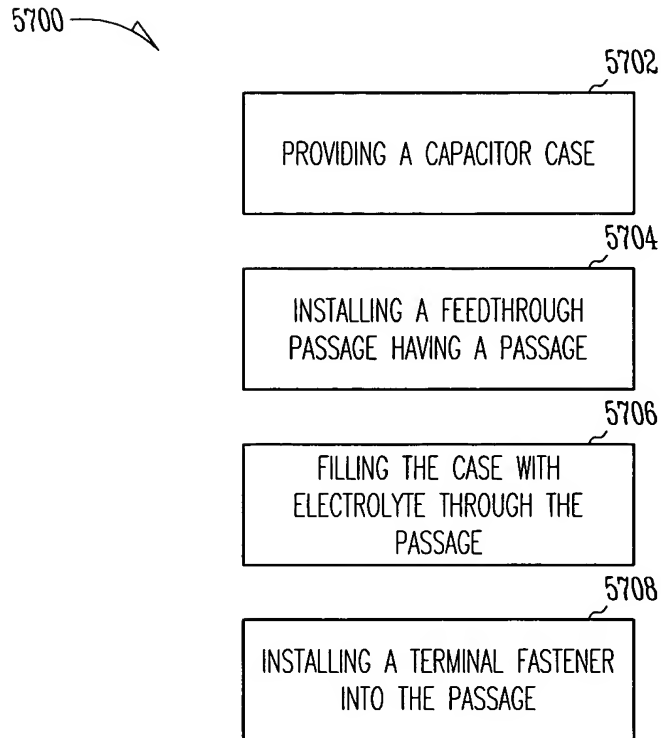 5700
5702
PROVIDING A CAPACITOR CASE
5704
INSTALLING A FEEDTHROUGH
PASSAGE HAVING A PASSAGE
5706
FILLING THE CASE WITH
ELECTROLYTE THROUGH THE
PASSAGE
5708
INSTALLING A TERMINAL FASTENER
INTO THE PASSAGE